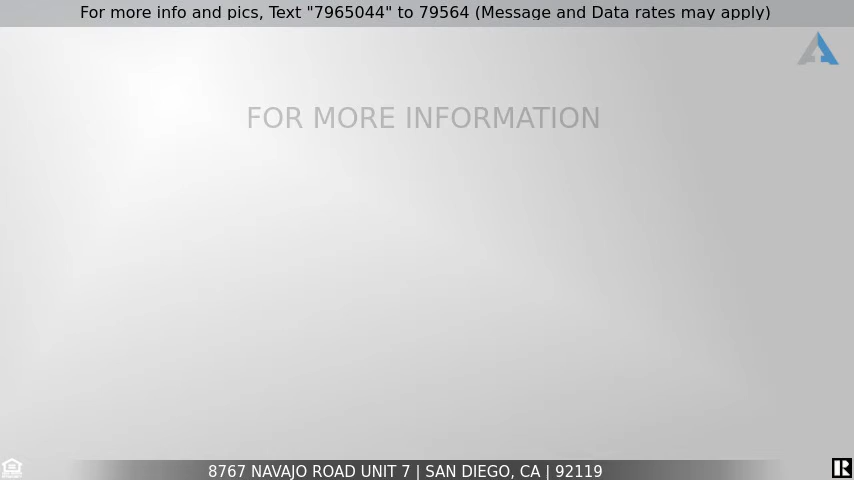 For more info and pics, Text "7965044" to 79564 (Message and Data rates may apply)
FOR MORE INFORMATION
8767 NAVAJO ROAD UNIT 7 | SAN DIEGO, CA | 92119